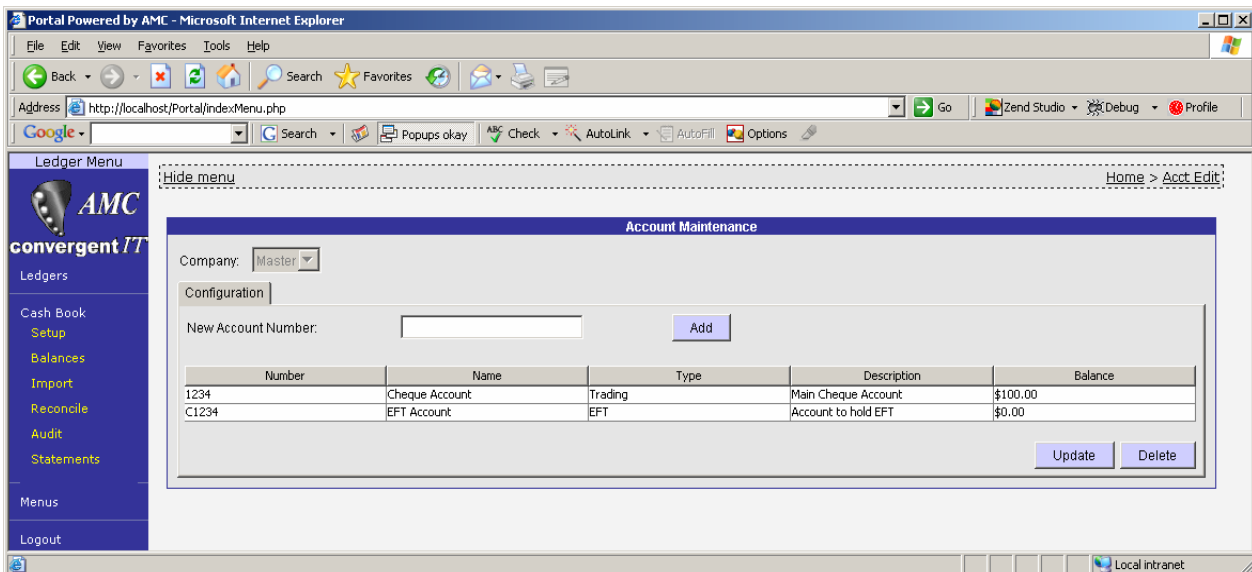 Portal Powered by AMC - Microsoft Internet Explorer
File Edit View Favorites Tools Help
Back Search Favorites
Address http://localhost/Portal/indexMenu.php Go Zend Studio Debug Profile
Google Search Popups okay ABC Check AutoLink AutoFill Options
Ledger Menu
Hide menu Home > Acct Edit
AMC
convergent IT
Ledgers
Cash Book
Setup
Balances
Import
Reconcile
Audit
Statements
Menus
Logout
Account Maintenance
Company: Master
Configuration
New Account Number: Add
Number Name Type Description Balance
1234 Cheque Account Trading Main Cheque Account $100.00
C1234 EFT Account EFT Account to hold EFT $0.00
Update Delete
Local intranet